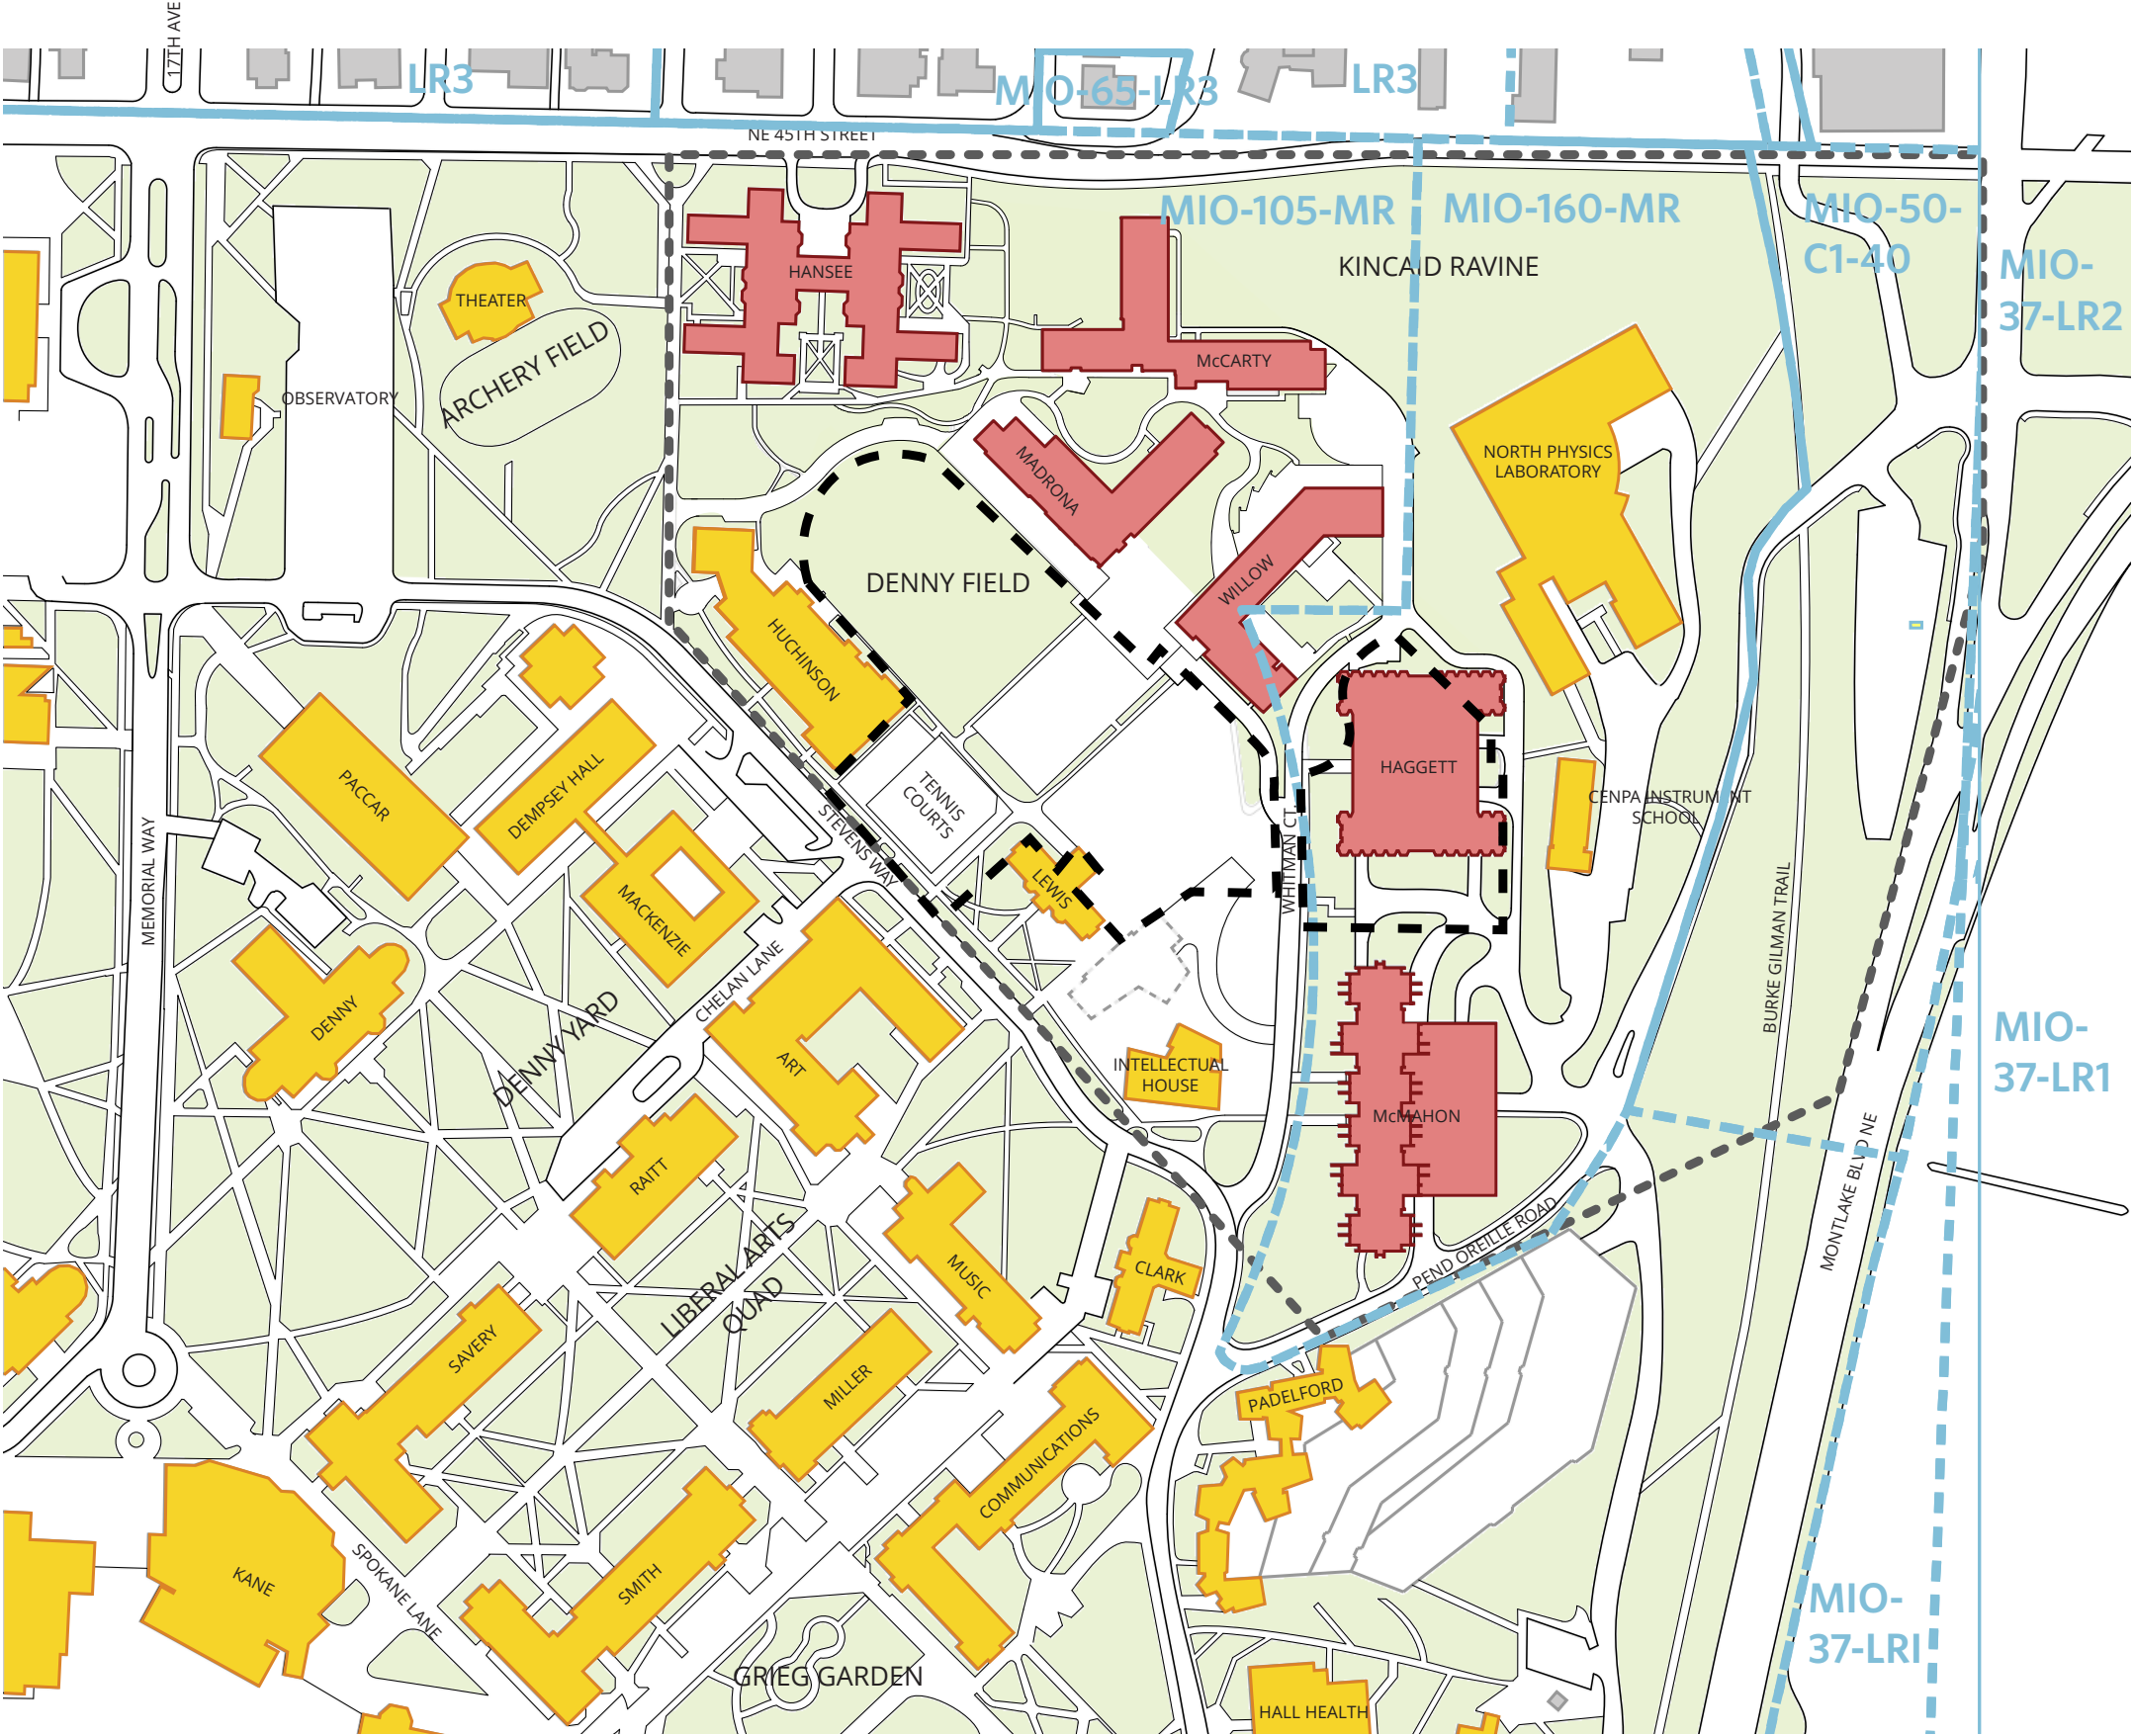 17TH AVE
LR3
MIO-65-LR3
LR3
NE 45TH STREET
MIO-105-MR
MIO-160-MR
MIO-50-
C1-40
KINCAID RAVINE
MIO-
37-LR2
HANSEE
THEATER
ARCHERY FIELD
OBSERVATORY
McCARTY
MADRONA
NORTH PHYSICS
LABORATORY
DENNY FIELD
WILLOW
HUCHINSON
PACCAR
DEMPSEY HALL
TENNIS
COURTS
HAGGETT
CENPA INSTRUMENT
SCHOOL
MEMORIAL WAY
STEVENS WAY
WHITMAN CT.
LEWIS
MACKENZIE
CHELAN LANE
BURKE GILMAN TRAIL
DENNY
DENNY YARD
ART
INTELLECTUAL
HOUSE
McMAHON
MIO-
37-LR1
RAITT
MONTLAKE BLVD NE
LIBERAL ARTS
QUAD
MUSIC
CLARK
PEND OREILLE ROAD
SAVERY
MILLER
PADELFORD
COMMUNICATIONS
KANE
SPOKANE LANE
SMITH
MIO-
37-LRI
GRIEG GARDEN
HALL HEALTH